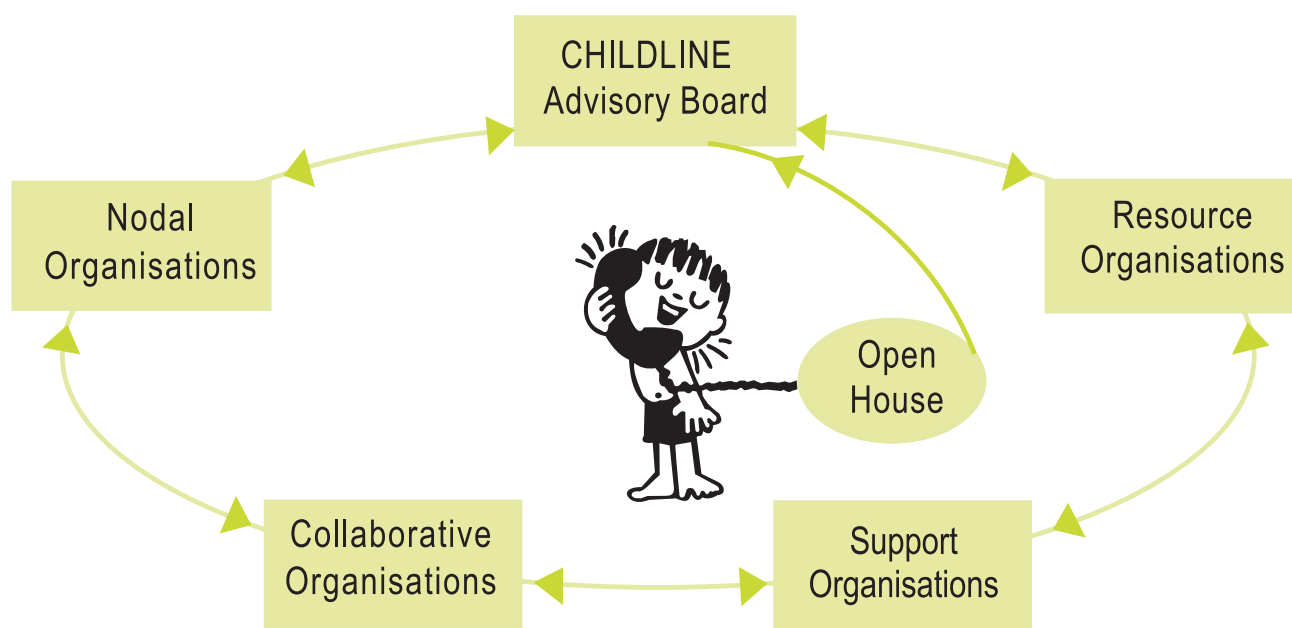 CHILDLINE
Advisory Board
Nodal
Organisations
Resource
Organisations
Open
House
Collaborative
Organisations
Support
Organisations